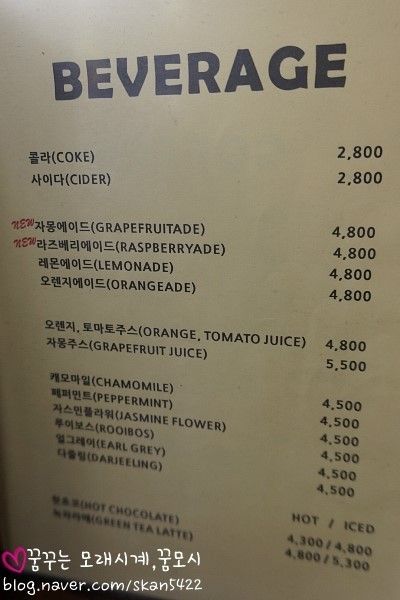 BEVERAGE
콜라(COKE) 2,800
사이다(CIDER) 2,800
NEW 자몽에이드(GRAPEFRUITADE) 4,800
NEW 라즈베리에이드(RASPBERRYADE) 4,800
레몬에이드(LEMONADE) 4,800
오렌지에이드(ORANGEADE) 4,800
오렌지, 토마토주스(ORANGE, TOMATO JUICE) 4,800
자몽주스(GRAPEFRUIT JUICE) 5,500
캐모마일(CHAMOMILE) 4,500
페퍼민트(PEPPERMINT) 4,500
자스민플라워(JASMINE FLOWER) 4,500
루이보스(ROOIBOS) 4,500
얼그레이(EARL GREY) 4,500
다즐링(DARJEELING) 4,500
HOT / ICED
핫초코(HOT CHOCOLATE) 4,300/4,800
녹차라떼(GREEN TEA LATTE) 4,800/5,300
꿈꾸는 모래시계,꿈모시
blog.naver.com/skan5422